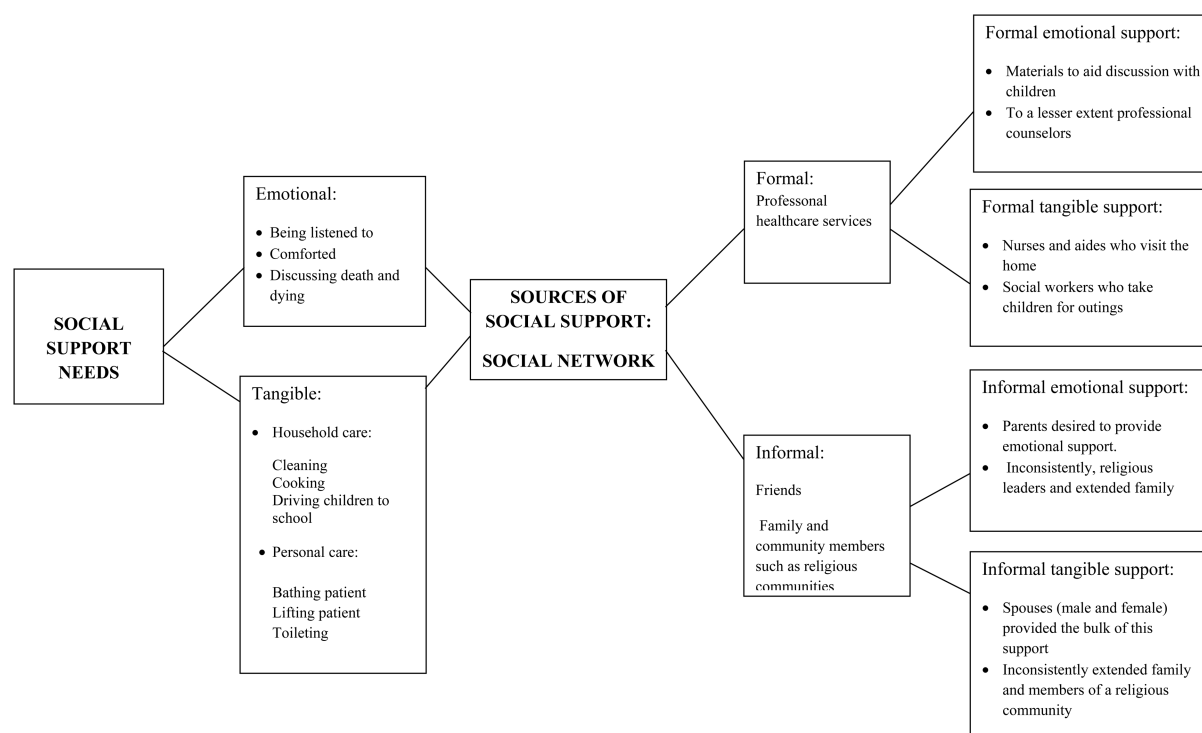 SOCIAL
SUPPORT
NEEDS
Emotional:
• Being listened to
• Comforted
• Discussing death and
dying
Tangible:
• Household care:
Cleaning
Cooking
Driving children to
school
• Personal care:
Bathing patient
Lifting patient
Toileting
SOURCES OF
SOCIAL SUPPORT:
SOCIAL NETWORK
Formal:
Professonal
healthcare services
Informal:
Friends
Family and
community members
such as religious
communities
Formal emotional support:
• Materials to aid discussion with
children
• To a lesser extent professional
counselors
Formal tangible support:
• Nurses and aides who visit the
home
• Social workers who take
children for outings
Informal emotional support:
• Parents desired to provide
emotional support.
• Inconsistently, religious
leaders and extended family
Informal tangible support:
• Spouses (male and female)
provided the bulk of this
support
• Inconsistently extended family
and members of a religious
community